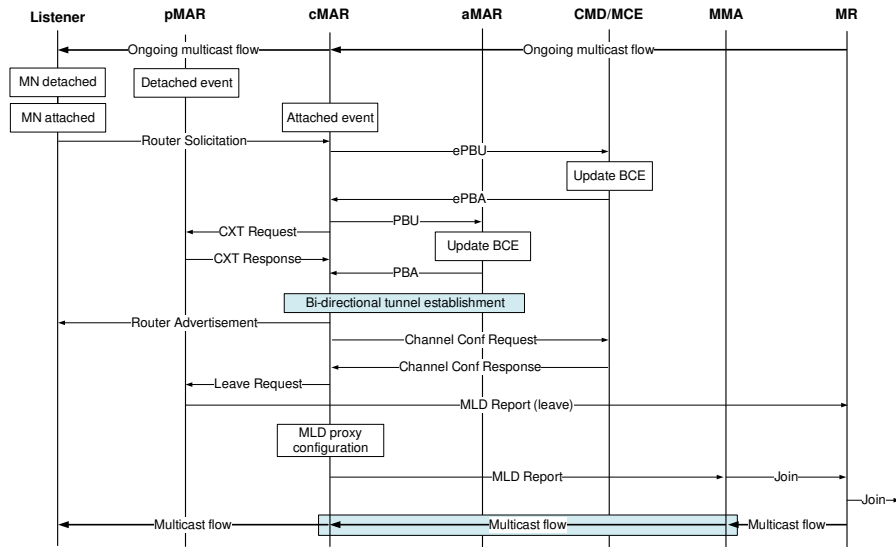 Listener pMAR cMAR aMAR CMD/MCE MMA MR
Ongoing multicast flow Ongoing multicast flow
MN detached Detached event
MN attached Attached event
Router Solicitation
ePBU
Update BCE
ePBA
PBU
CXT Request
Update BCE
CXT Response
PBA
Bi-directional tunnel establishment
Router Advertisement
Channel Conf Request
Channel Conf Response
Leave Request
MLD Report (leave)
MLD proxy
configuration
MLD Report Join
Join
Multicast flow Multicast flow Multicast flow